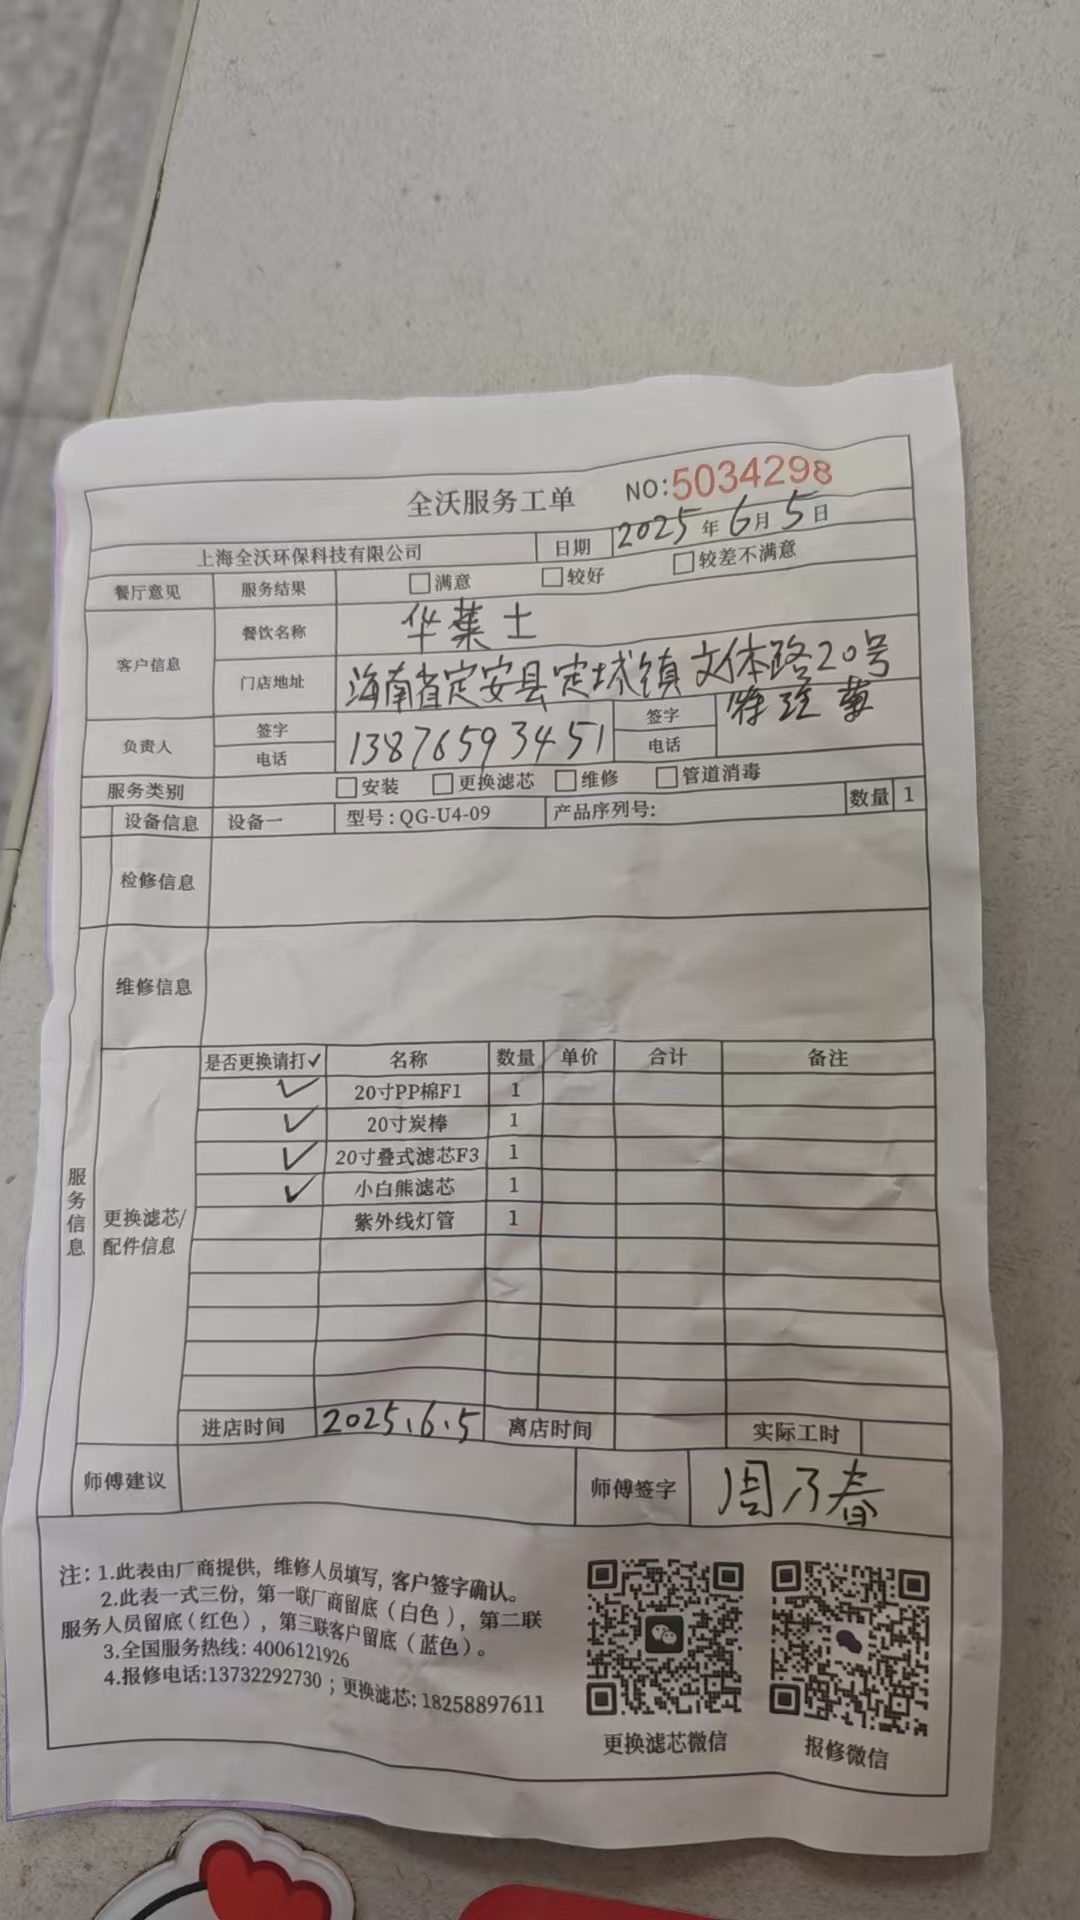 全沃服务工单 NO:5034298
上海全沃环保科技有限公司 日期 2025年6月5日
餐厅意见 服务结果 □满意 □较好 □较差不满意
客户信息 餐饮名称 华莱士
门店地址 海南省定安县定城镇文体路20号
负责人 签字 签字
电话 13876593451 电话
服务类别 □安装 □更换滤芯 □维修 □管道消毒
设备信息 设备一 型号:QG-U4-09 产品序列号: 数量 1
检修信息
维修信息
服务信息
更换滤芯/配件信息
是否更换请打✓ 名称 数量 单价 合计 备注
✓ 20寸PP棉F1 1
✓ 20寸炭棒 1
✓ 20寸叠式滤芯F3 1
✓ 小白熊滤芯 1
紫外线灯管 1
进店时间 2025.6.5 离店时间 实际工时
师傅建议 师傅签字 周乃春
注:1.此表由厂商提供,维修人员填写,客户签字确认。
2.此表一式三份,第一联厂商留底(白色),第二联
服务人员留底(红色),第三联客户留底(蓝色)。
3.全国服务热线:4006121926
4.报修电话:13732292730;更换滤芯:18258897611
更换滤芯微信 报修微信